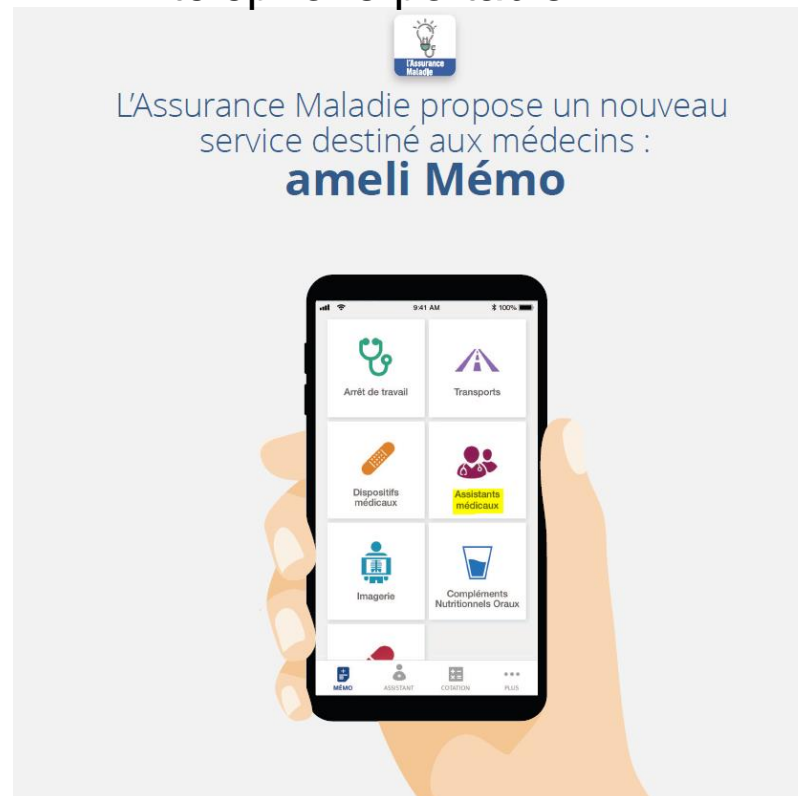 l'Assurance
Maladie
L'Assurance Maladie propose un nouveau
service destiné aux médecins :
ameli Mémo
9:41 AM
100%
Arrêt de travail
Transports
Dispositifs
médicaux
Assistants
médicaux
Imagerie
Compléments
Nutritionnels Oraux
MÉMO
ASSISTANT
COTATION
PLUS